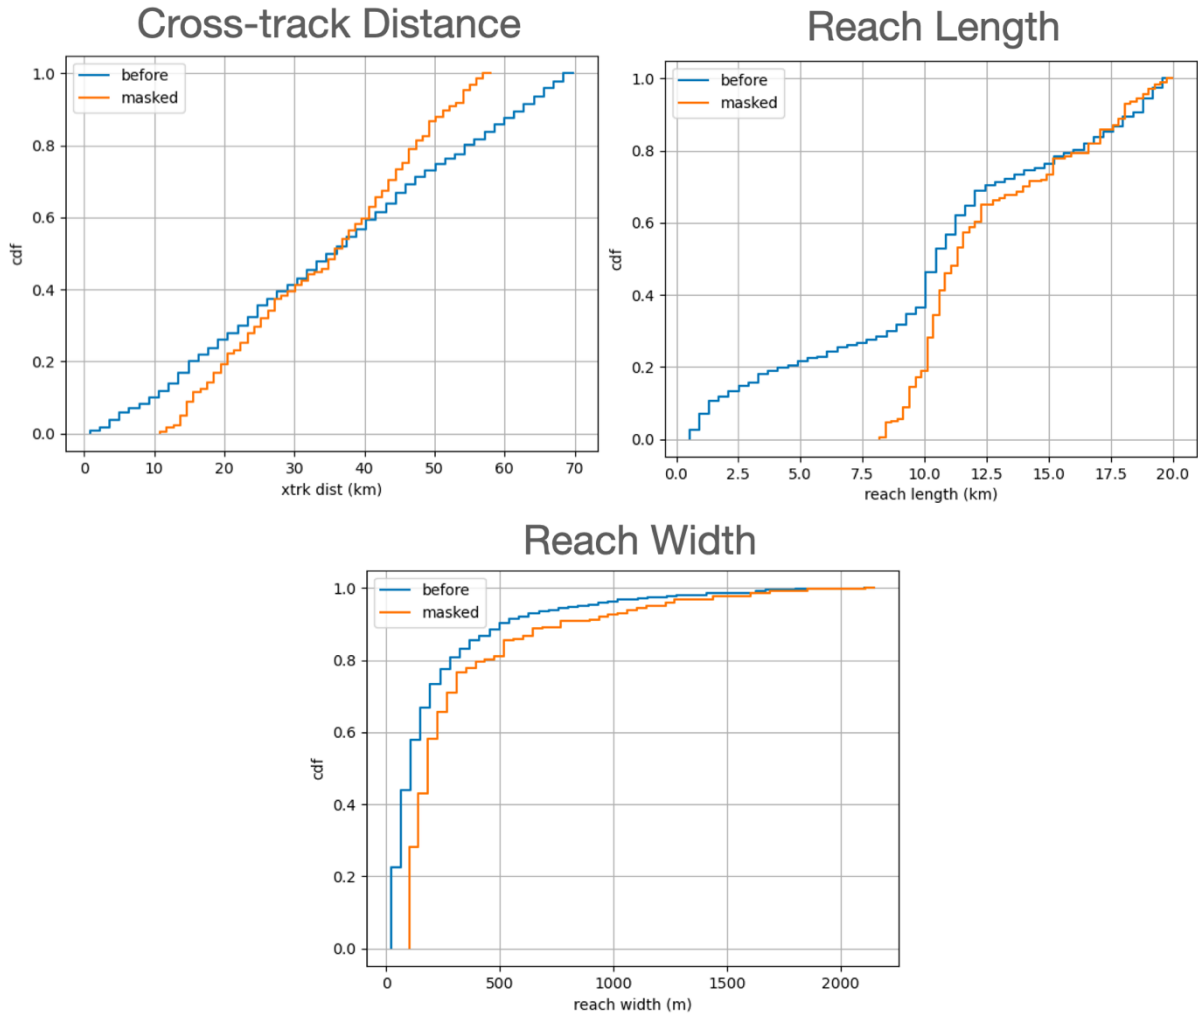 Cross-track Distance
before
masked
1.0
0.8
0.6
0.4
0.2
0.0
cdf
0 10 20 30 40 50 60 70
xtrk dist (km)
Reach Length
before
masked
1.0
0.8
0.6
0.4
0.2
0.0
cdf
0.0 2.5 5.0 7.5 10.0 12.5 15.0 17.5 20.0
reach length (km)
Reach Width
before
masked
1.0
0.8
0.6
0.4
0.2
0.0
cdf
0 500 1000 1500 2000
reach width (m)